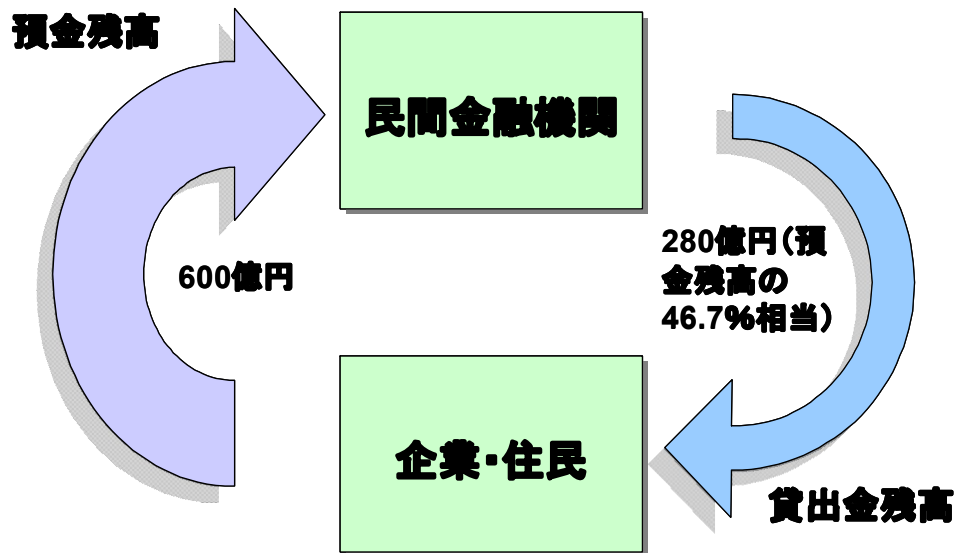 預金残高
民間金融機関
600億円
280億円（預
金残高の
46.7％相当）
企業・住民
貸出金残高